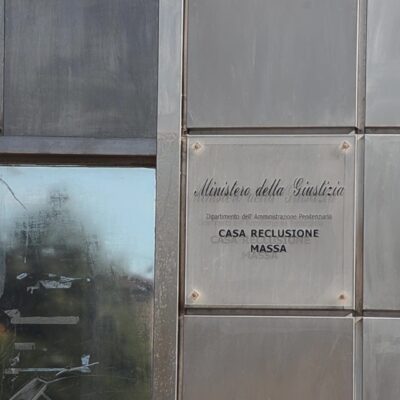 Ministero della Giustizia
Dipartimento dell' Amministrazione Penitenziaria
CASA RECLUSIONE
MASSA